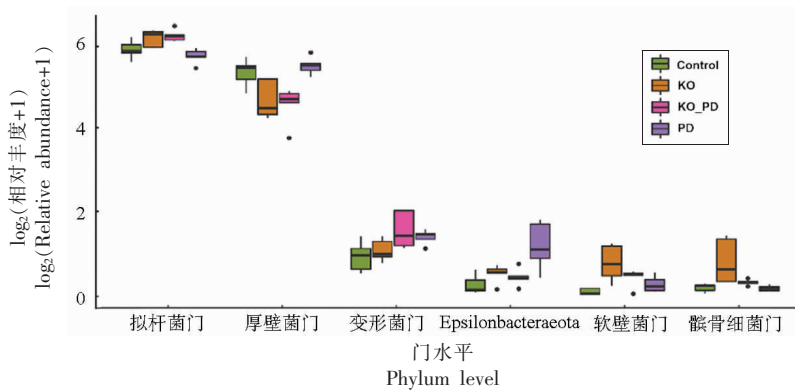 log₂(相对丰度+1)
log₂(Relative abundance+1)
6
4
2
0
Control
KO
KO_PD
PD
拟杆菌门 厚壁菌门 变形菌门 Epsilonbacteraeota 软壁菌门 髌骨细菌门
门水平
Phylum level